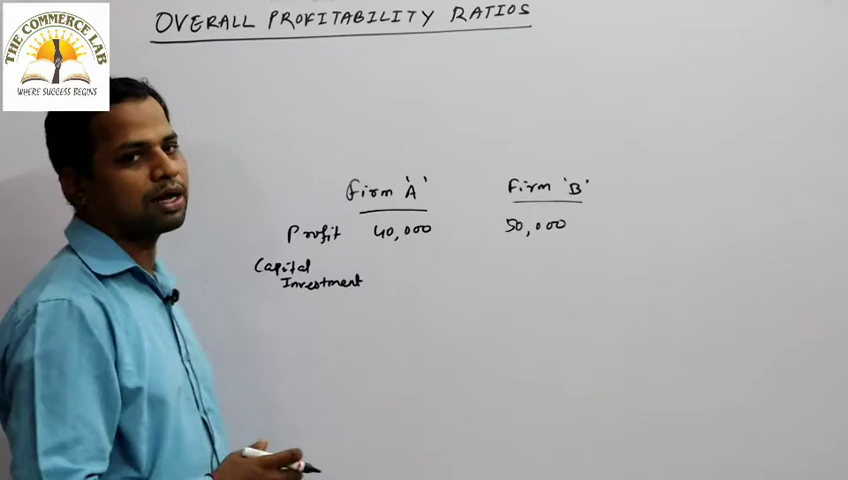 THE COMMERCE LAB
WHERE SUCCESS BEGINS
OVERALL PROFITABILITY RATIOS
Firm 'A' Firm 'B'
Profit 40,000 50,000
Capital
Investment